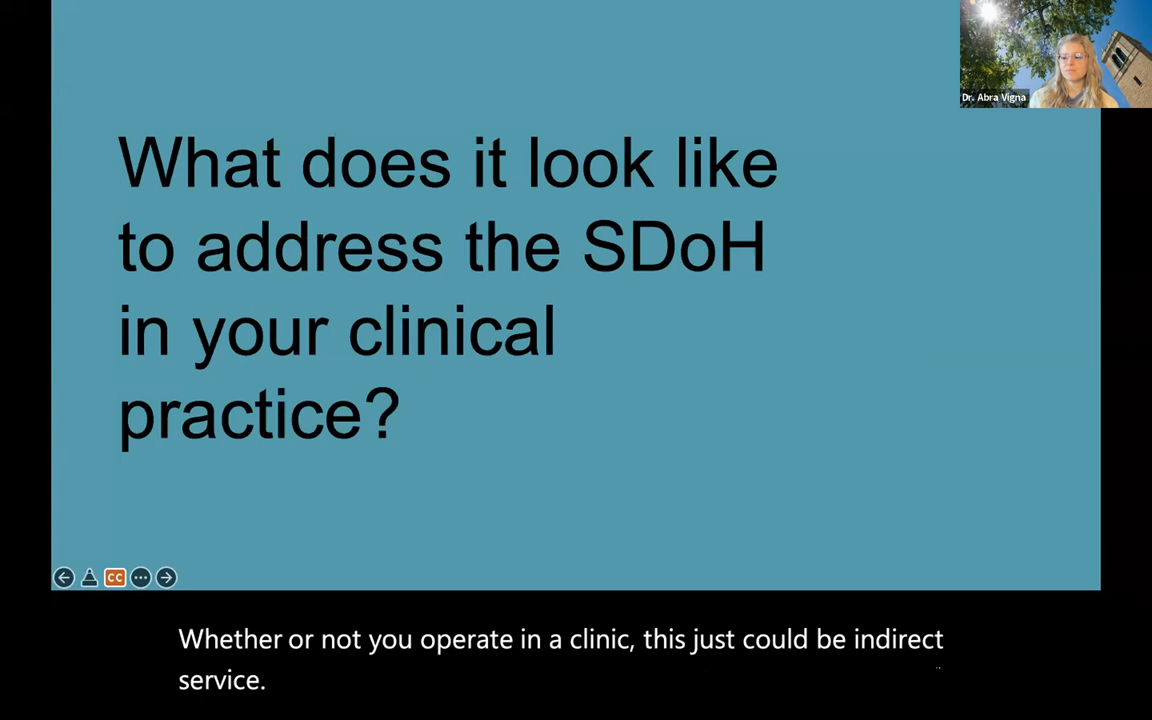 Dr. Abra Vigna
What does it look like
to address the SDoH
in your clinical
practice?
CC
Whether or not you operate in a clinic, this just could be indirect
service.